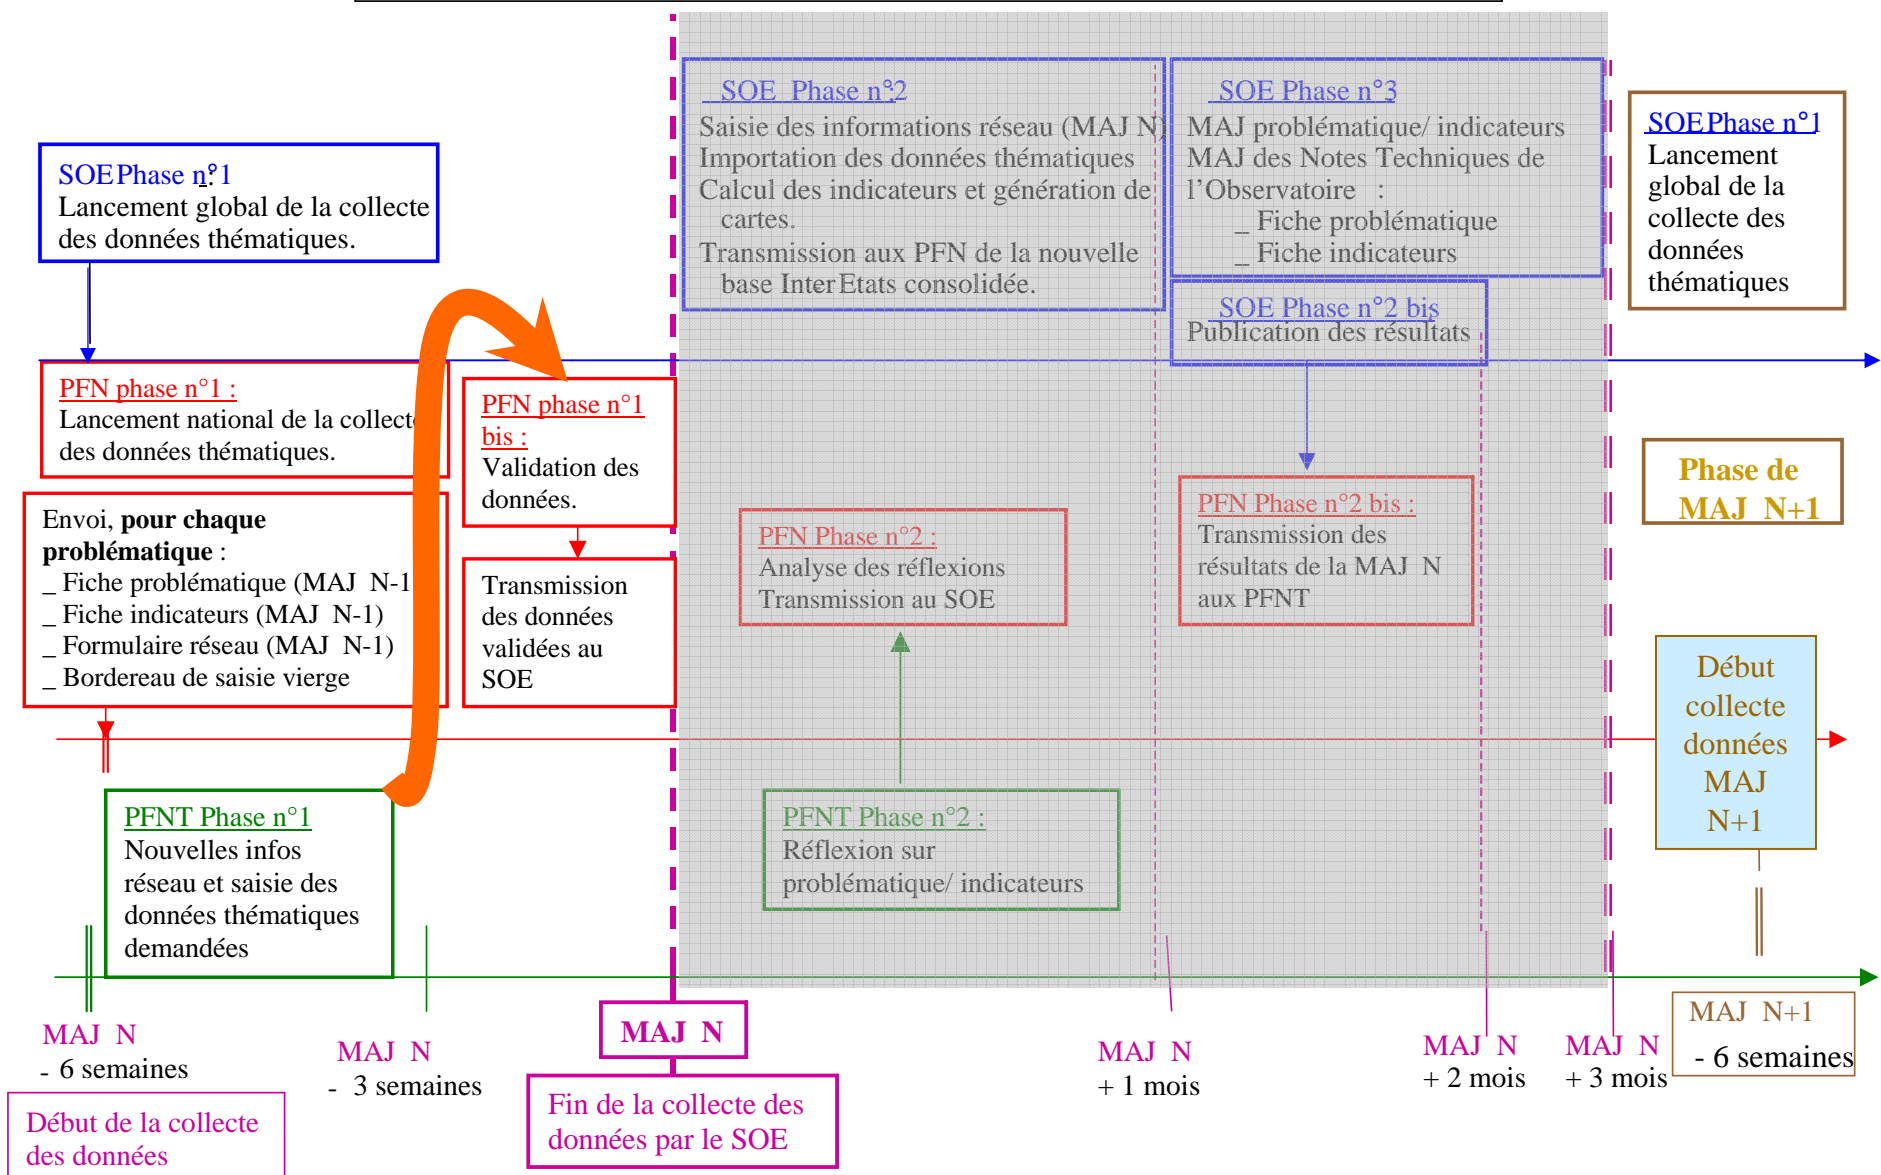 SOE Phase n°1
Lancement global de la collecte
des données thématiques.
SOE Phase n°2
Saisie des informations réseau (MAJ N)
Importation des données thématiques
Calcul des indicateurs et génération de
cartes.
Transmission aux PFN de la nouvelle
base InterEtats consolidée.
SOE Phase n°3
MAJ problématique/ indicateurs
MAJ des Notes Techniques de
l’Observatoire :
_ Fiche problématique
_ Fiche indicateurs
SOE Phase n°2 bis
Publication des résultats
SOE Phase n°1
Lancement
global de la
collecte des
données
thématiques
PFN phase n°1 :
Lancement national de la collecte
des données thématiques.
Envoi, pour chaque
problématique :
_ Fiche problématique (MAJ N-1
_ Fiche indicateurs (MAJ N-1)
_ Formulaire réseau (MAJ N-1)
_ Bordereau de saisie vierge
PFN phase n°1
bis :
Validation des
données.
Transmission
des données
validées au
SOE
PFN Phase n°2 :
Analyse des réflexions
Transmission au SOE
PFN Phase n°2 bis :
Transmission des
résultats de la MAJ N
aux PFNT
Phase de
MAJ N+1
Début
collecte
données
MAJ
N+1
PFNT Phase n°1
Nouvelles infos
réseau et saisie des
données thématiques
demandées
PFNT Phase n°2 :
Réflexion sur
problématique/ indicateurs
MAJ N
- 6 semaines
MAJ N
- 3 semaines
MAJ N
MAJ N
+ 1 mois
MAJ N
+ 2 mois
MAJ N
+ 3 mois
MAJ N+1
- 6 semaines
Début de la collecte
des données
Fin de la collecte des
données par le SOE